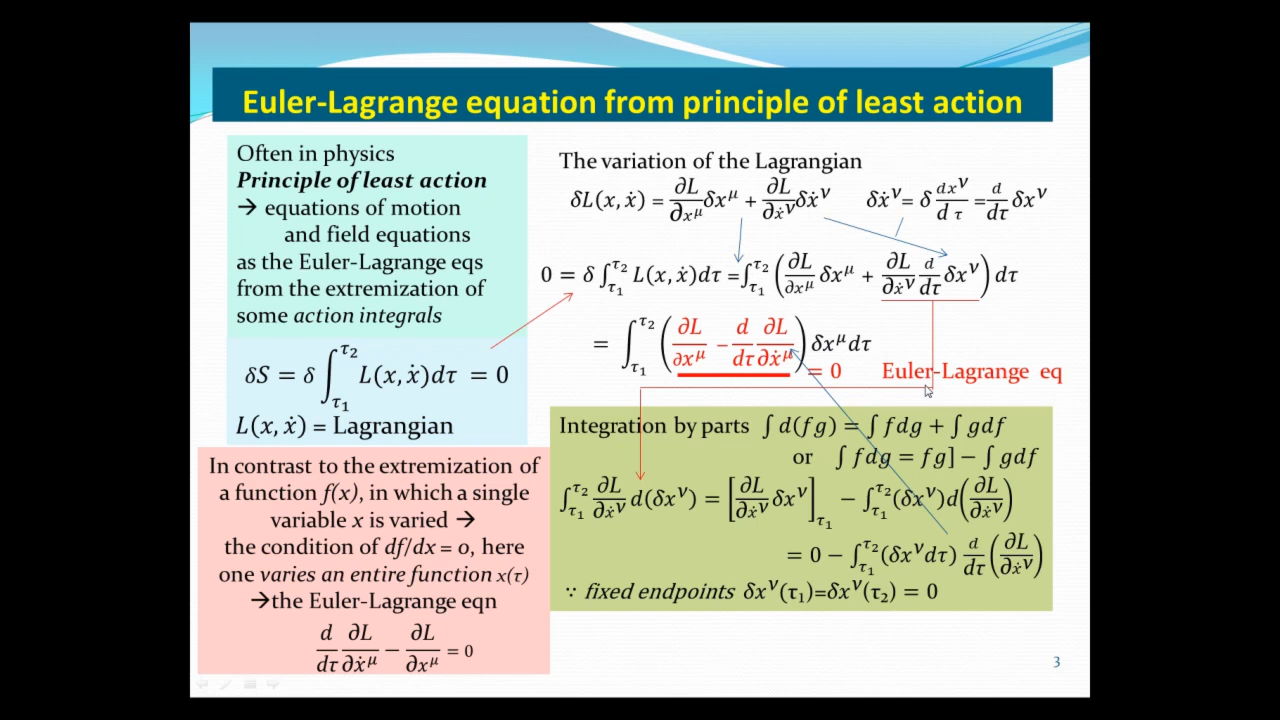 Euler-Lagrange equation from principle of least action
Often in physics
Principle of least action
→ equations of motion
and field equations
as the Euler-Lagrange eqs
from the extremization of
some action integrals
δS = δ ∫_{τ₁}^{τ₂} L(x, ẋ)dτ = 0
L(x, ẋ) = Lagrangian
In contrast to the extremization of
a function f(x), in which a single
variable x is varied →
the condition of df/dx = 0, here
one varies an entire function x(τ)
→the Euler-Lagrange eqn
d/dτ ∂L/∂ẋ^μ − ∂L/∂x^μ = 0
The variation of the Lagrangian
δL(x, ẋ) = ∂L/∂x^μ δx^μ + ∂L/∂ẋ^ν δẋ^ν δẋ^ν = δ dx^ν/d τ = d/dτ δx^ν
0 = δ ∫_{τ₁}^{τ₂} L(x, ẋ)dτ = ∫_{τ₁}^{τ₂} (∂L/∂x^μ δx^μ + ∂L/∂ẋ^ν d/dτ δx^ν) dτ
= ∫_{τ₁}^{τ₂} (∂L/∂x^μ − d/dτ ∂L/∂ẋ^μ) δx^μ dτ
= 0 Euler-Lagrange eq
Integration by parts ∫ d(fg) = ∫ fdg + ∫ gdf
or ∫ fdg = fg] − ∫ gdf
∫_{τ₁}^{τ₂} ∂L/∂ẋ^ν d(δx^ν) = [∂L/∂ẋ^ν δx^ν]_{τ₁} − ∫_{τ₁}^{τ₂} (δx^ν)d(∂L/∂ẋ^ν)
= 0 − ∫_{τ₁}^{τ₂} (δx^ν dτ) d/dτ (∂L/∂ẋ^ν)
∵ fixed endpoints δx^ν(τ₁)=δx^ν(τ₂) = 0
3